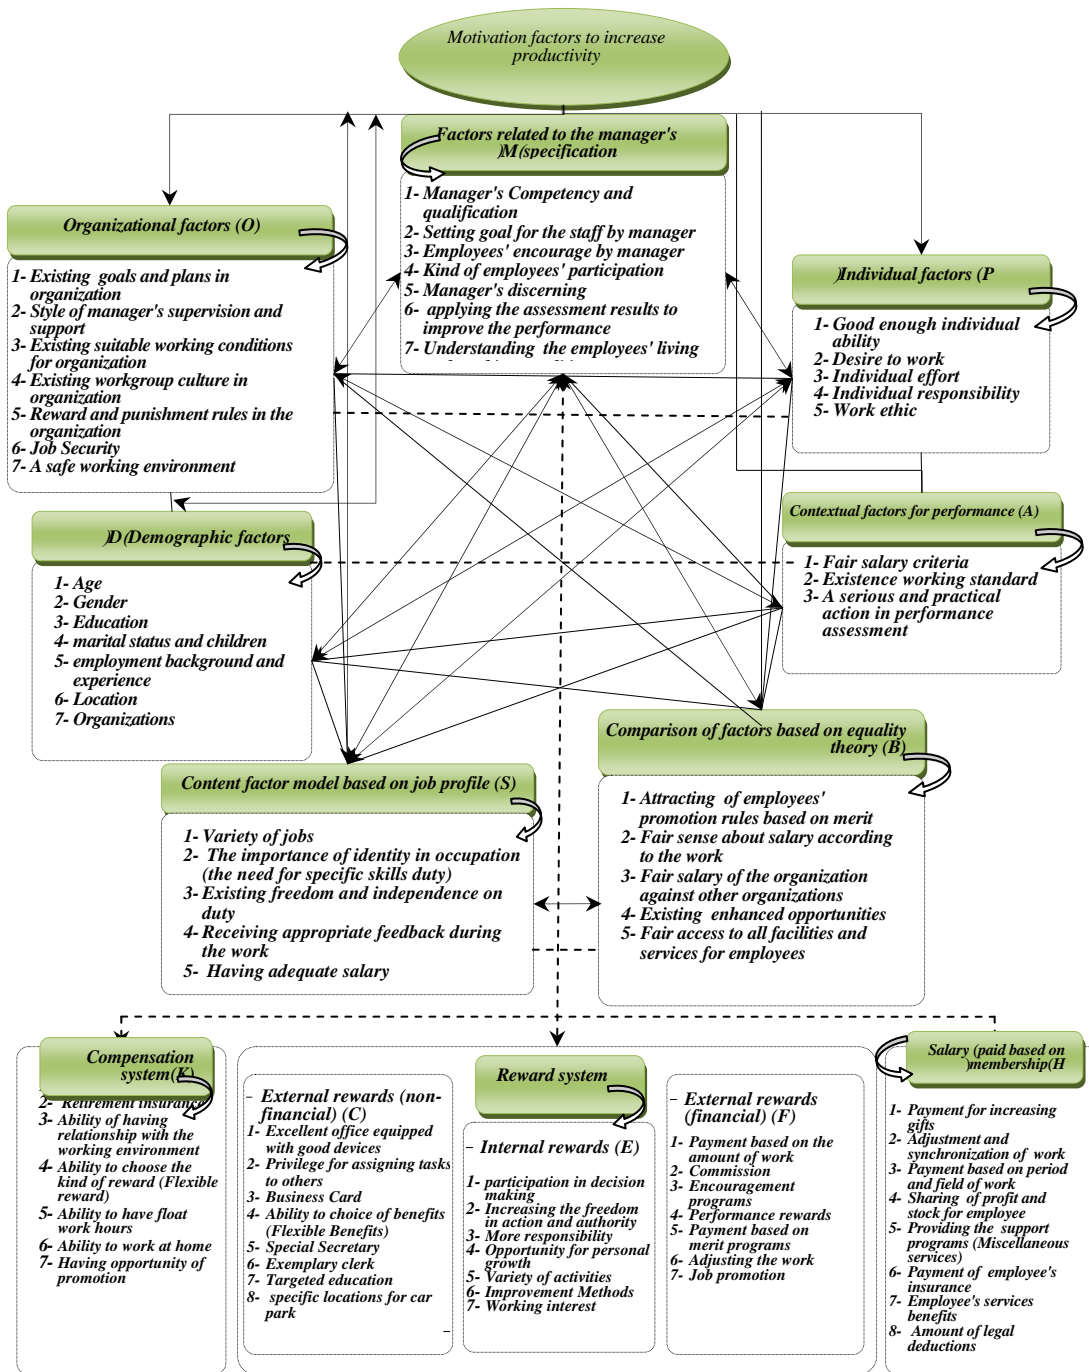 Motivation factors to increase
productivity
Factors related to the manager's
)M(specification
1- Manager's Competency and
qualification
2- Setting goal for the staff by manager
3- Employees' encourage by manager
4- Kind of employees' participation
5- Manager's discerning
6- applying the assessment results to
improve the performance
7- Understanding the employees' living
Organizational factors (O)
1- Existing goals and plans in
organization
2- Style of manager's supervision and
support
3- Existing suitable working conditions
for organization
4- Existing workgroup culture in
organization
5- Reward and punishment rules in the
organization
6- Job Security
7- A safe working environment
)Individual factors (P
1- Good enough individual
ability
2- Desire to work
3- Individual effort
4- Individual responsibility
5- Work ethic
)D(Demographic factors
1- Age
2- Gender
3- Education
4- marital status and children
5- employment background and
experience
6- Location
7- Organizations
Contextual factors for performance (A)
1- Fair salary criteria
2- Existence working standard
3- A serious and practical
action in performance
assessment
Content factor model based on job profile (S)
1- Variety of jobs
2- The importance of identity in occupation
(the need for specific skills duty)
3- Existing freedom and independence on
duty
4- Receiving appropriate feedback during
the work
5- Having adequate salary
Comparison of factors based on equality
theory (B)
1- Attracting of employees'
promotion rules based on merit
2- Fair sense about salary according
to the work
3- Fair salary of the organization
against other organizations
4- Existing enhanced opportunities
5- Fair access to all facilities and
services for employees
Compensation
system(K)
2- Retirement insurance
3- Ability of having
relationship with the
working environment
4- Ability to choose the
kind of reward (Flexible
reward)
5- Ability to have float
work hours
6- Ability to work at home
7- Having opportunity of
promotion
Reward system
– External rewards (non-
financial) (C)
1- Excellent office equipped
with good devices
2- Privilege for assigning tasks
to others
3- Business Card
4- Ability to choice of benefits
(Flexible Benefits)
5- Special Secretary
6- Exemplary clerk
7- Targeted education
8- specific locations for car
park
–
– Internal rewards (E)
1- participation in decision
making
2- Increasing the freedom
in action and authority
3- More responsibility
4- Opportunity for personal
growth
5- Variety of activities
6- Improvement Methods
7- Working interest
– External rewards
(financial) (F)
1- Payment based on the
amount of work
2- Commission
3- Encouragement
programs
4- Performance rewards
5- Payment based on
merit programs
6- Adjusting the work
7- Job promotion
Salary (paid based on
)membership(H
1- Payment for increasing
gifts
2- Adjustment and
synchronization of work
3- Payment based on period
and field of work
4- Sharing of profit and
stock for employee
5- Providing the support
programs (Miscellaneous
services)
6- Payment of employee's
insurance
7- Employee's services
benefits
8- Amount of legal
deductions